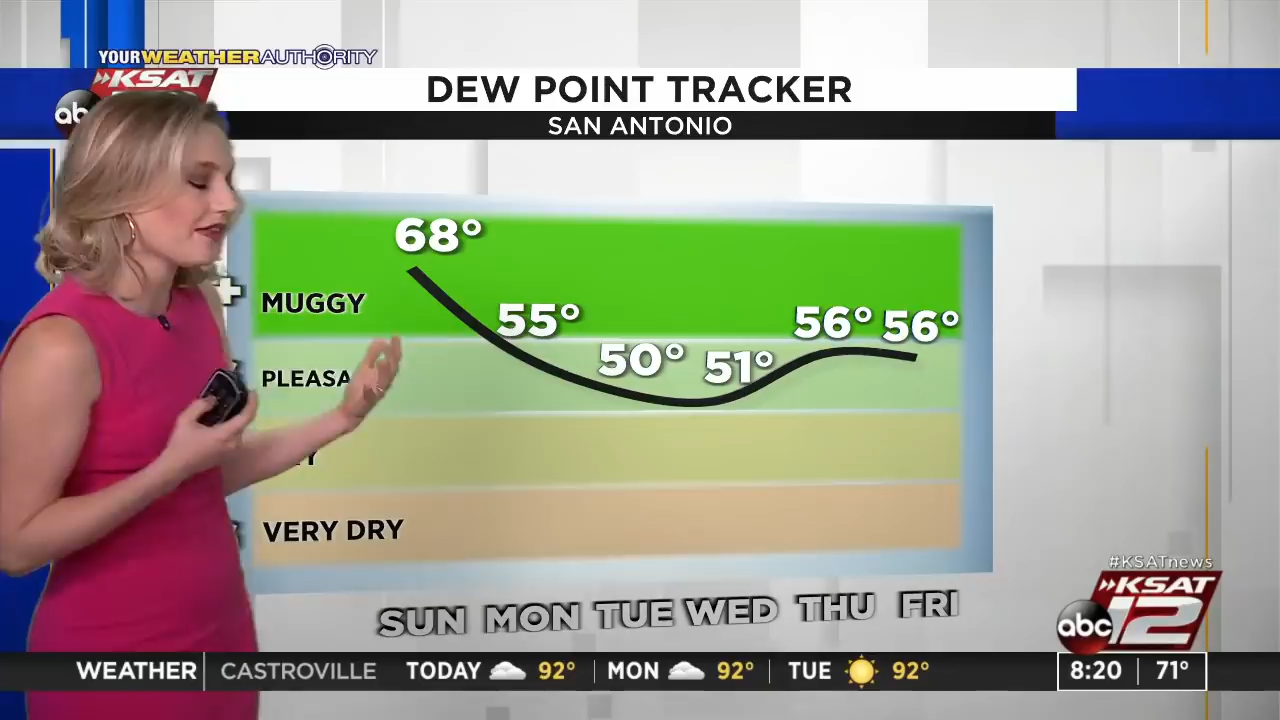 YOUR WEATHER AUTHORITY
KSAT
abc
DEW POINT TRACKER
SAN ANTONIO
68°
MUGGY
55°
56° 56°
50° 51°
VERY DRY
SUN MON TUE WED THU FRI
#KSATnews
KSAT
abc 12
WEATHER CASTROVILLE TODAY 92° MON 92° TUE 92° 8:20 71°